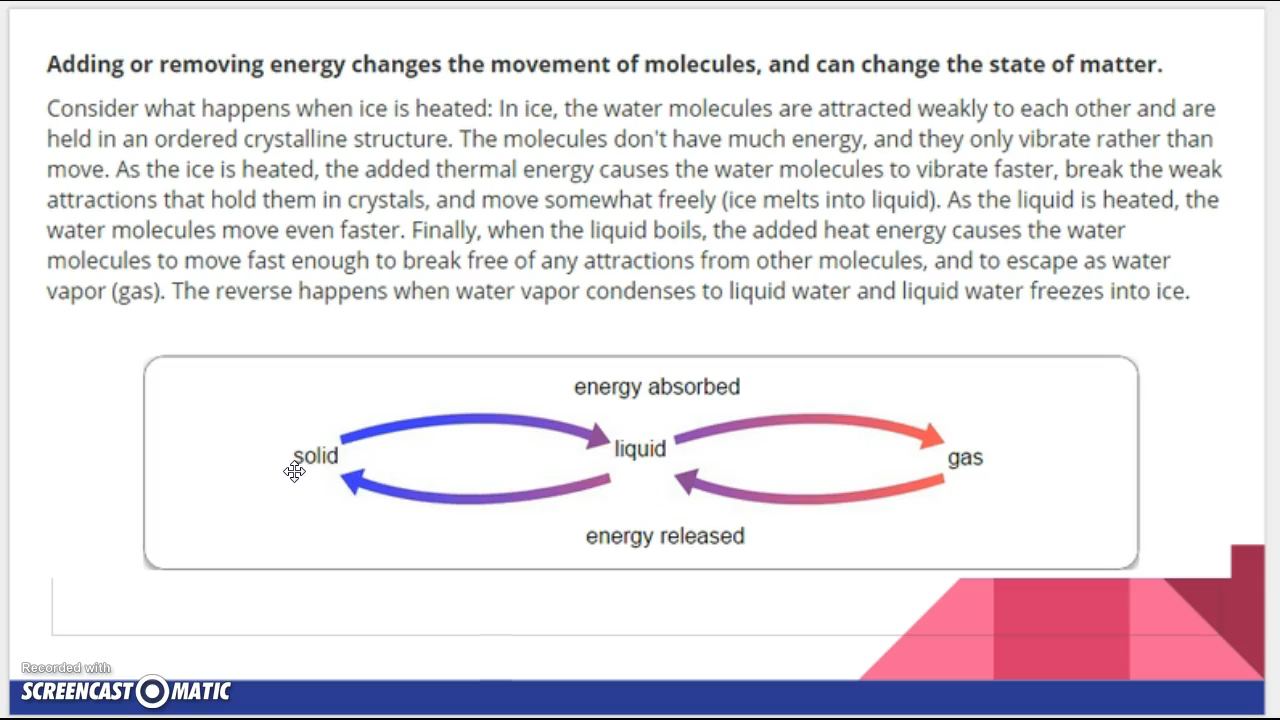 Adding or removing energy changes the movement of molecules, and can change the state of matter.
Consider what happens when ice is heated: In ice, the water molecules are attracted weakly to each other and are
held in an ordered crystalline structure. The molecules don't have much energy, and they only vibrate rather than
move. As the ice is heated, the added thermal energy causes the water molecules to vibrate faster, break the weak
attractions that hold them in crystals, and move somewhat freely (ice melts into liquid). As the liquid is heated, the
water molecules move even faster. Finally, when the liquid boils, the added heat energy causes the water
molecules to move fast enough to break free of any attractions from other molecules, and to escape as water
vapor (gas). The reverse happens when water vapor condenses to liquid water and liquid water freezes into ice.
energy absorbed
solid
liquid
gas
energy released
Recorded with
SCREENCAST MATIC